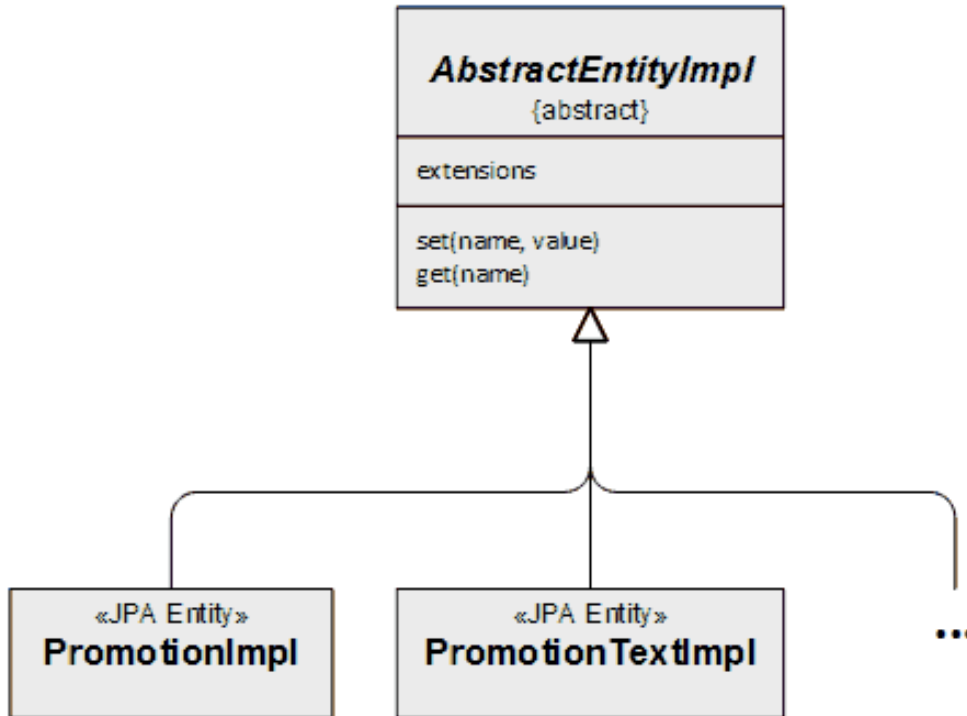 AbstractEntityImpl
{abstract}
extensions
set(name, value)
get(name)
«JPA Entity»
PromotionImpl
«JPA Entity»
PromotionTextImpl
...